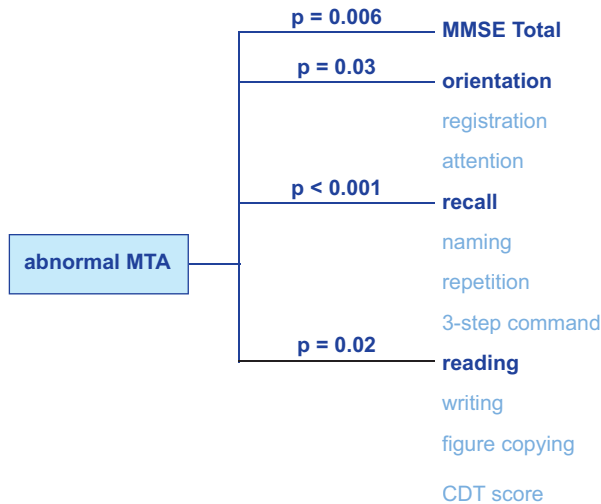 p = 0.006 MMSE Total
p = 0.03 orientation
registration
attention
p < 0.001 recall
naming
abnormal MTA
repetition
3-step command
p = 0.02 reading
writing
figure copying
CDT score